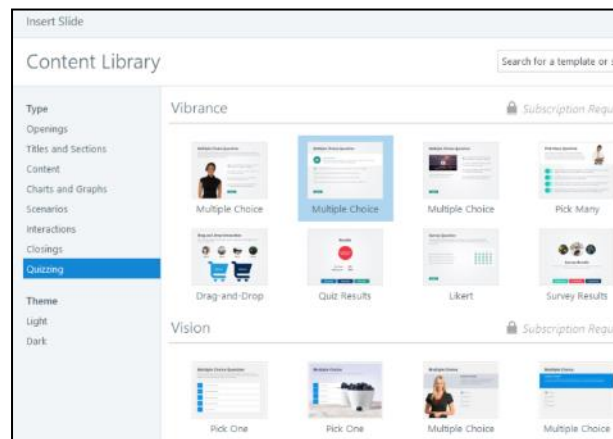 Insert Slide
Content Library
Search for a template or s
Type
Openings
Titles and Sections
Content
Charts and Graphs
Scenarios
Interactions
Closings
Quizzing
Theme
Light
Dark
Vibrance
Subscription Requ
Multiple Choice
Multiple Choice
Multiple Choice
Pick Many
Drag-and-Drop
Quiz Results
Likert
Survey Results
Vision
Subscription Requ
Pick One
Pick One
Multiple Choice
Multiple Choice